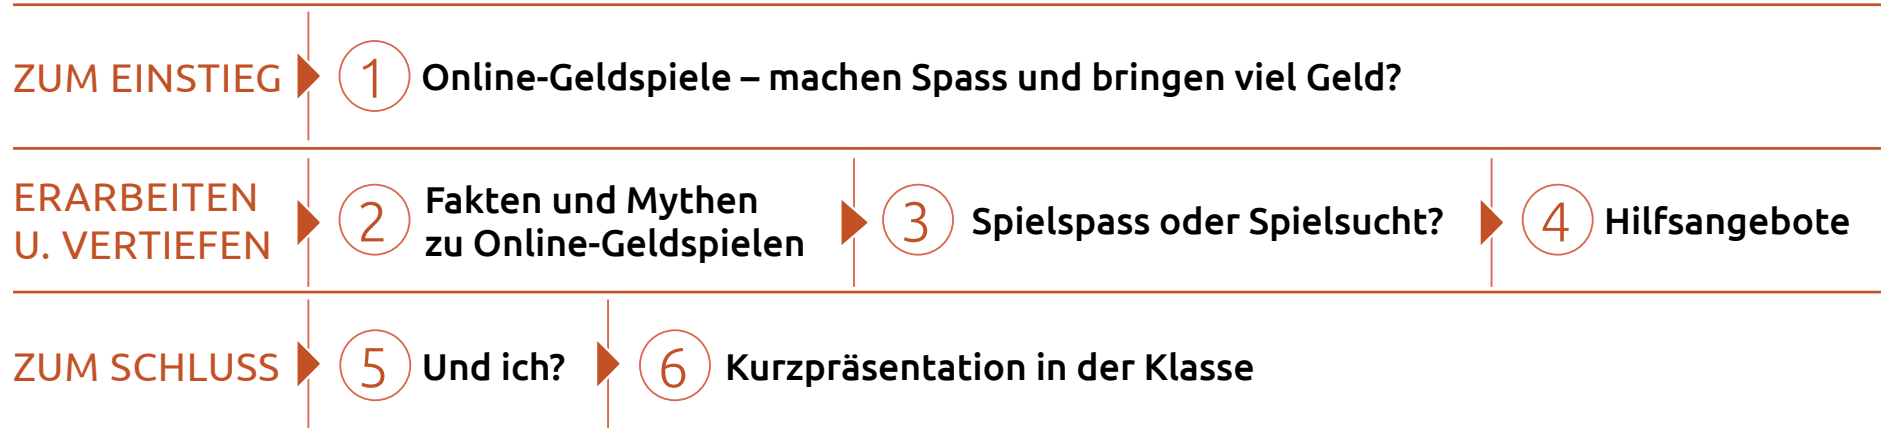 ZUM EINSTIEG 1 Online-Geldspiele – machen Spass und bringen viel Geld?
ERARBEITEN
U. VERTIEFEN
2 Fakten und Mythen
zu Online-Geldspielen
3 Spielspass oder Spielsucht?
4 Hilfsangebote
ZUM SCHLUSS 5 Und ich? 6 Kurzpräsentation in der Klasse